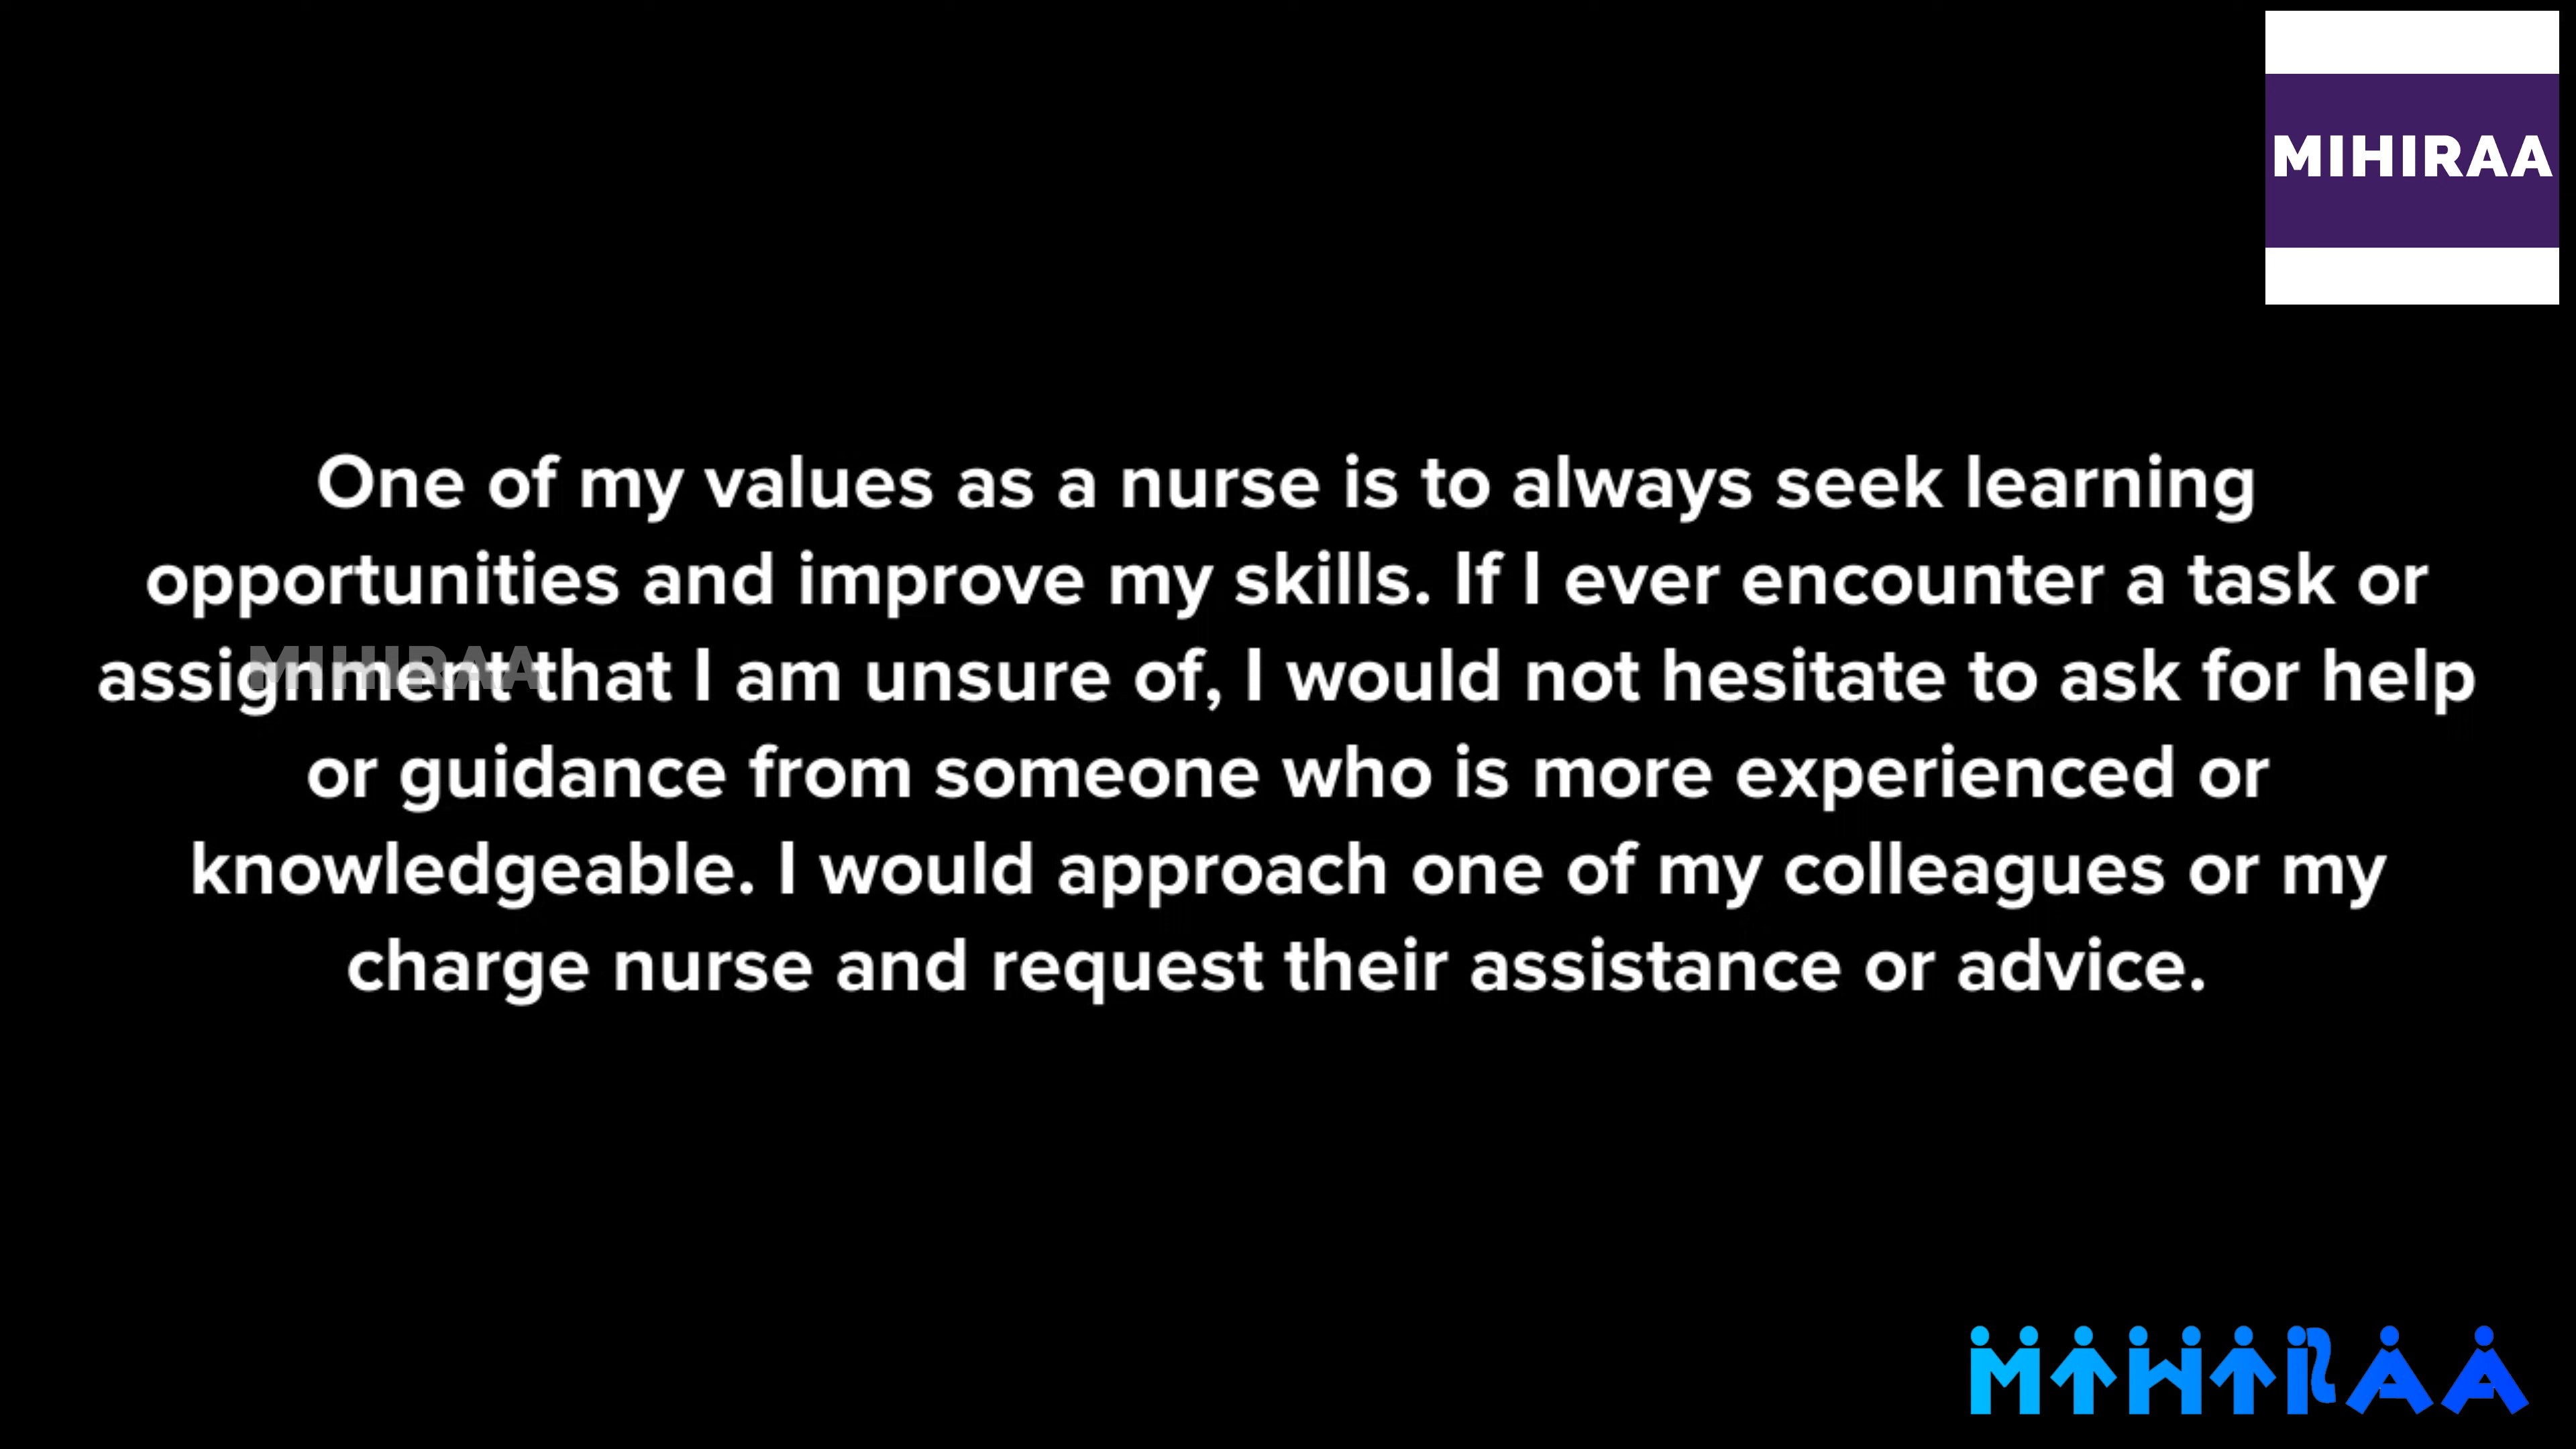 MIHIRAA
One of my values as a nurse is to always seek learning
opportunities and improve my skills. If I ever encounter a task or
assignment that I am unsure of, I would not hesitate to ask for help
MIHIRAA
or guidance from someone who is more experienced or
knowledgeable. I would approach one of my colleagues or my
charge nurse and request their assistance or advice.
MIHIRAA